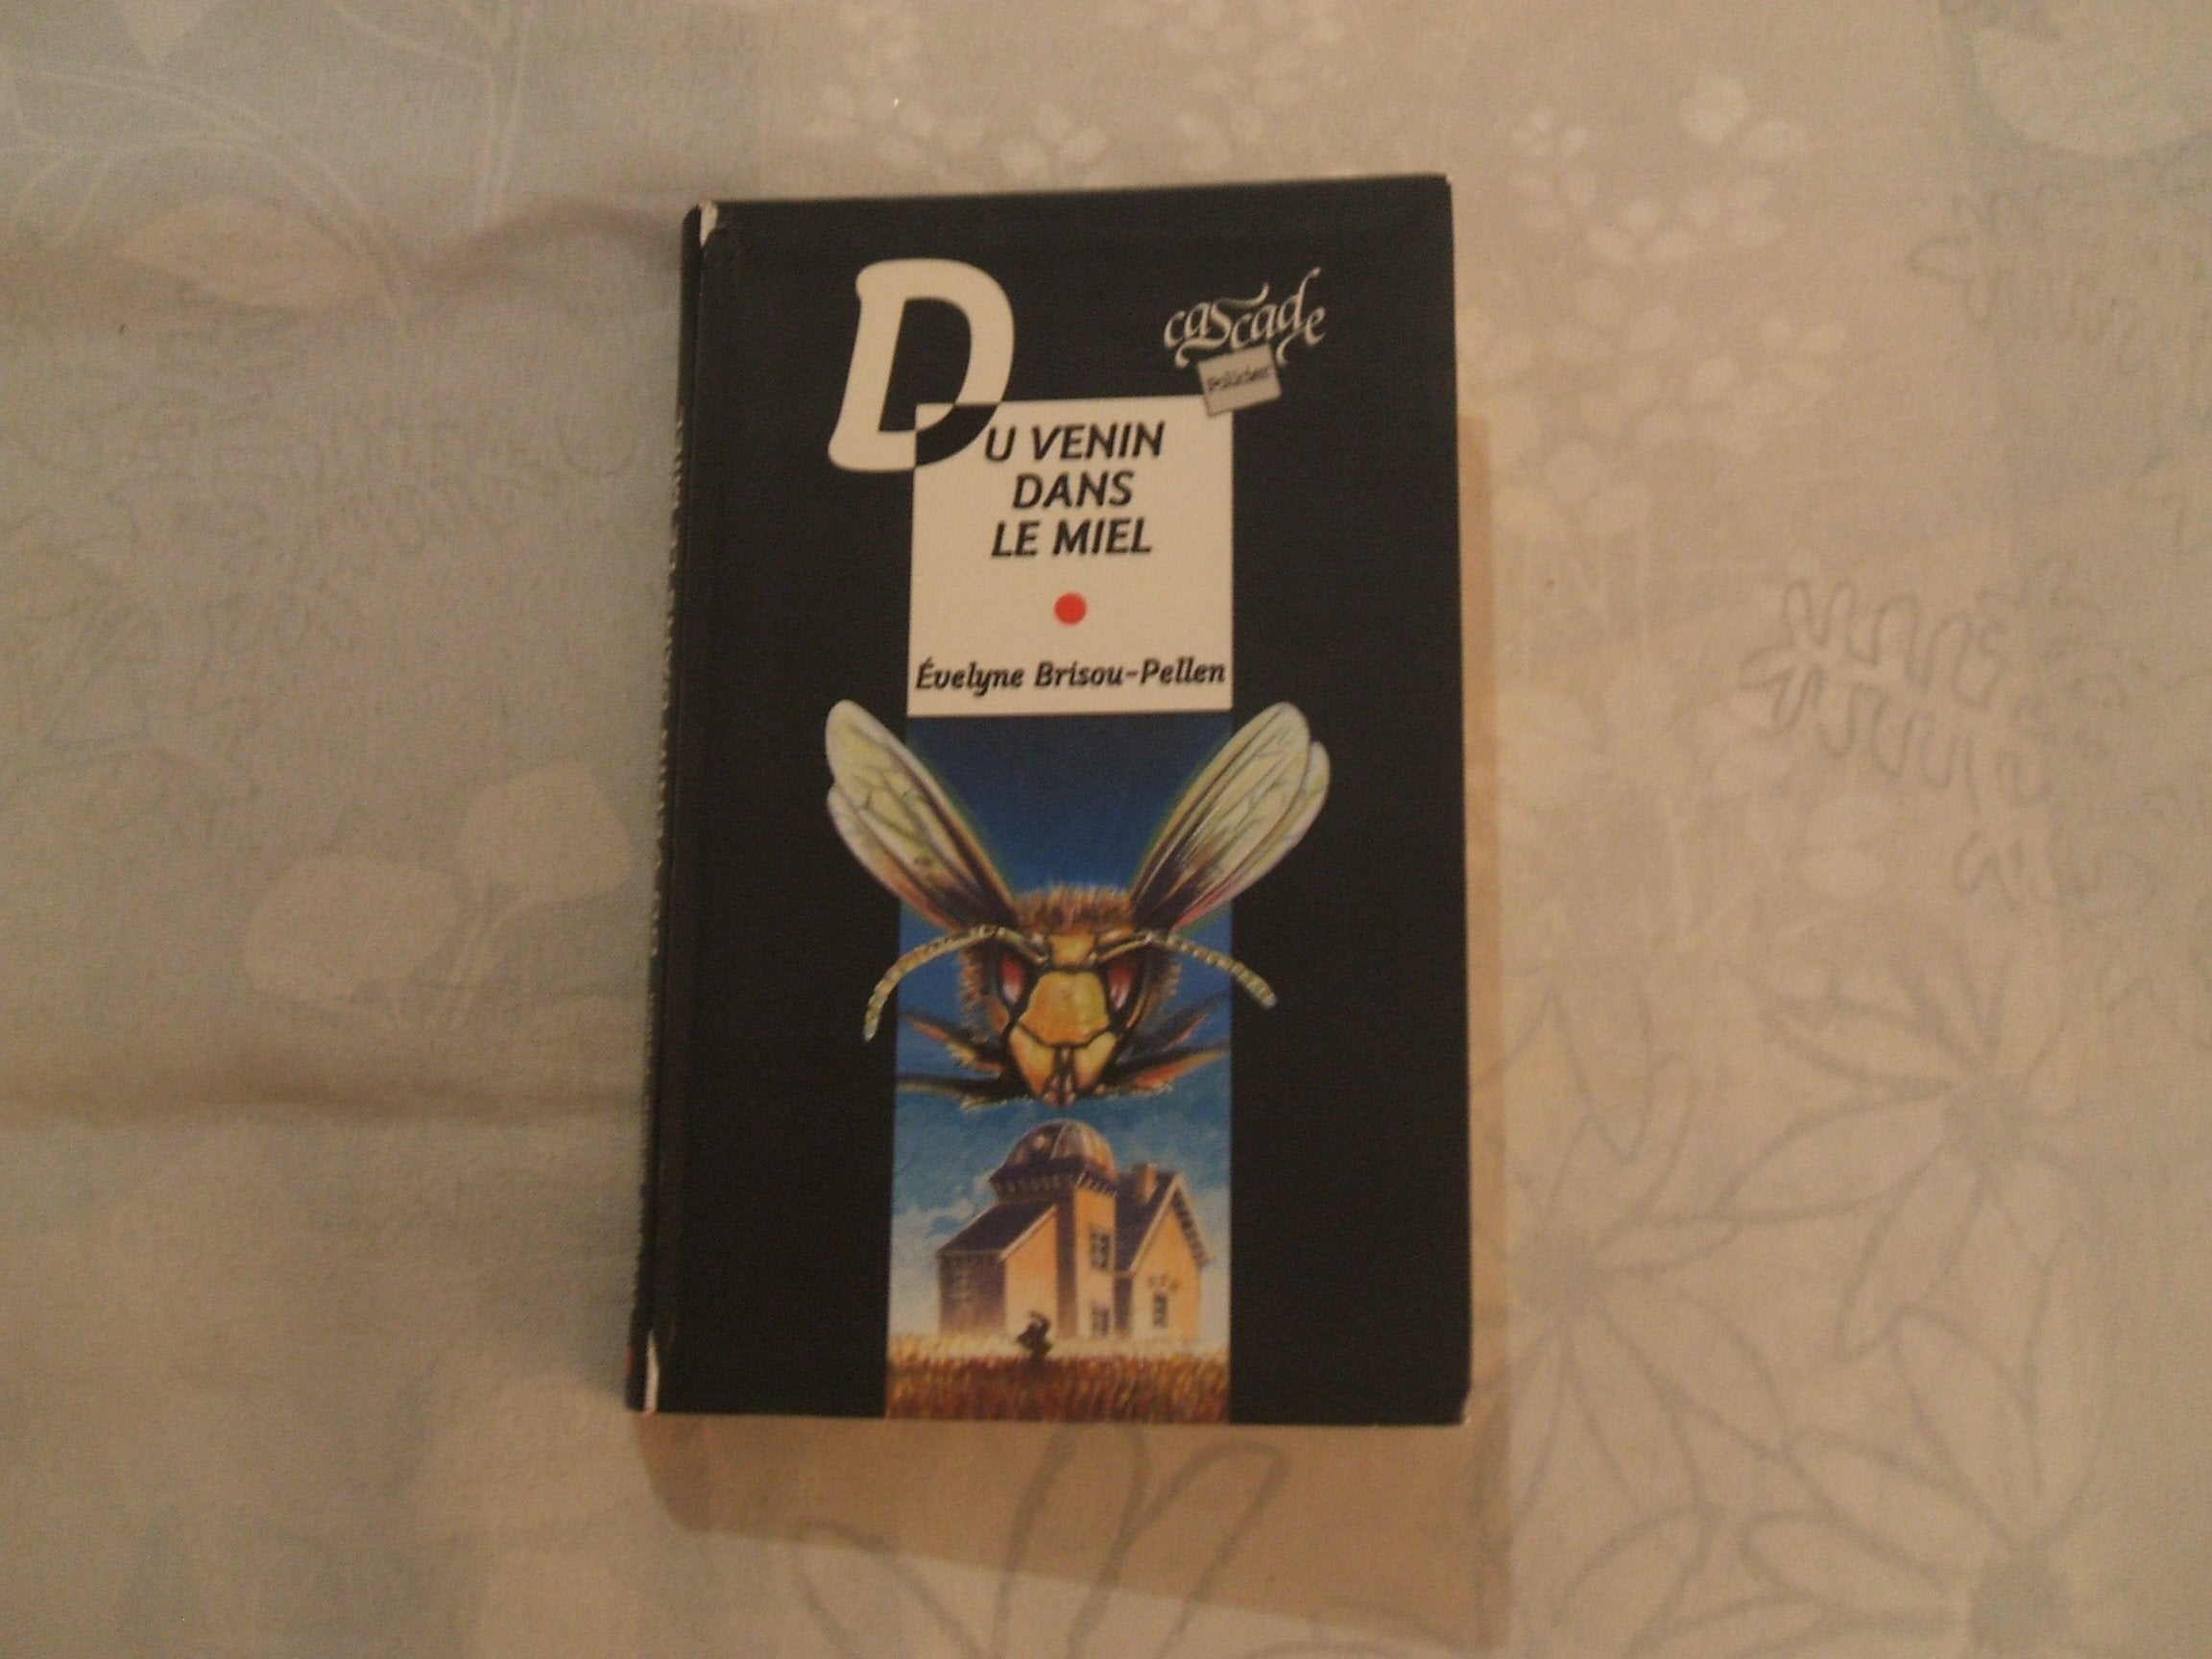 cascade
Policier
DU VENIN
DANS
LE MIEL
Évelyne Brisou-Pellen